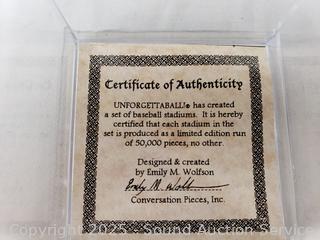 Certificate of Authenticity
UNFORGETTABALL!® has created
a set of baseball stadiums. It is hereby
certified that each stadium in the
set is produced as a limited edition run
of 50,000 pieces, no other.
Designed & created
by Emily M. Wolfson
Emily M. Wolf
Conversation Pieces, Inc.
Copyright 2025 Sound Auction Service